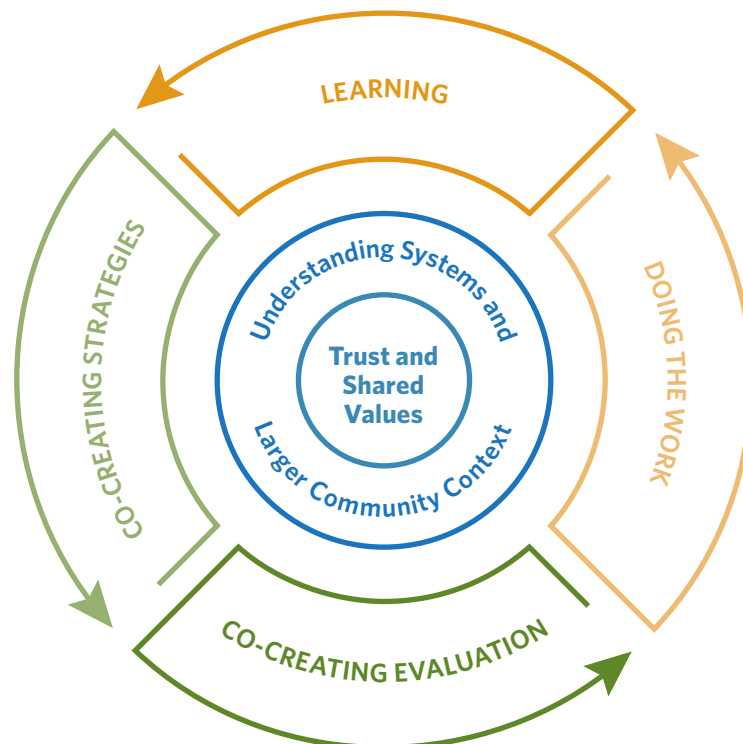 LEARNING
CO-CREATING STRATEGIES
Understanding Systems and
Larger Community Context
Trust and
Shared
Values
DOING THE WORK
CO-CREATING EVALUATION